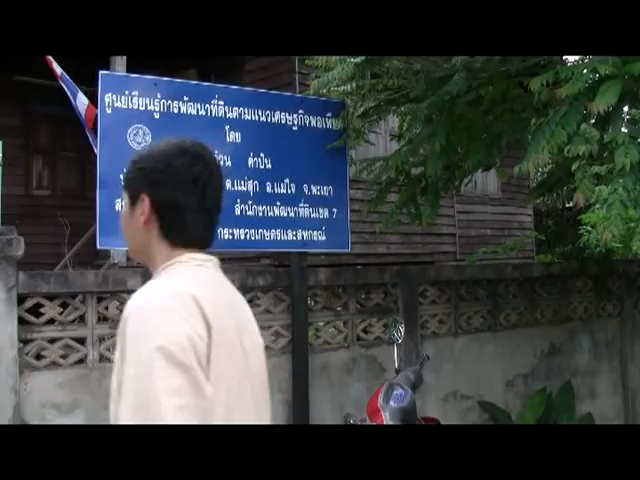 ศูนย์เรียนรู้การพัฒนาที่ดินตามแนวเศรษฐกิจพอเพีย
โดย
คำปัน
ต.แม่สุก อ.แม่ใจ จ.พะเยา
สำนักงานพัฒนาที่ดินเขต 7
กระทรวงเกษตรและสหกรณ์